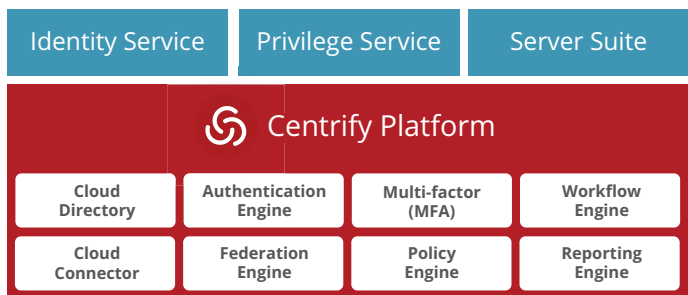 Identity Service
Privilege Service
Server Suite
Centrify Platform
Cloud
Directory
Authentication
Engine
Multi-factor
(MFA)
Workflow
Engine
Cloud
Connector
Federation
Engine
Policy
Engine
Reporting
Engine